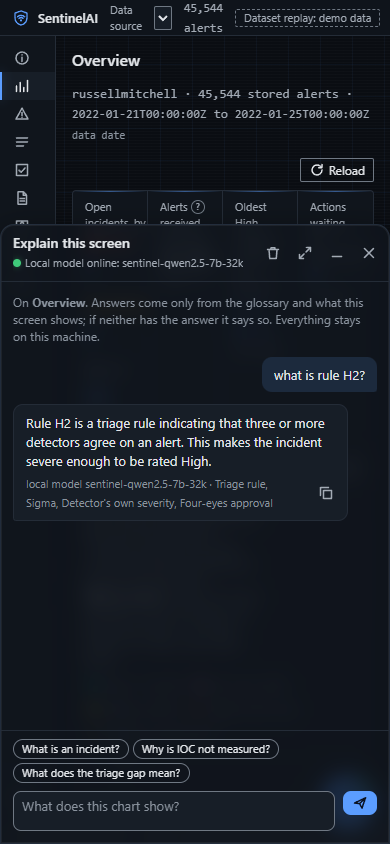 SentinelAI
Data source
45,544 alerts
Dataset replay: demo data
Overview
russellmitchell · 45,544 stored alerts ·
2022-01-21T00:00:00Z to 2022-01-25T00:00:00Z
data date
Reload
Open incidents, by
Alerts ? received
Oldest High
Actions waiting
Explain this screen
Local model online: sentinel-qwen2.5-7b-32k
On Overview. Answers come only from the glossary and what this
screen shows; if neither has the answer it says so. Everything stays
on this machine.
what is rule H2?
Rule H2 is a triage rule indicating that three or more
detectors agree on an alert. This makes the incident
severe enough to be rated High.
local model sentinel-qwen2.5-7b-32k · Triage rule,
Sigma, Detector's own severity, Four-eyes approval
What is an incident?
Why is IOC not measured?
What does the triage gap mean?
What does this chart show?